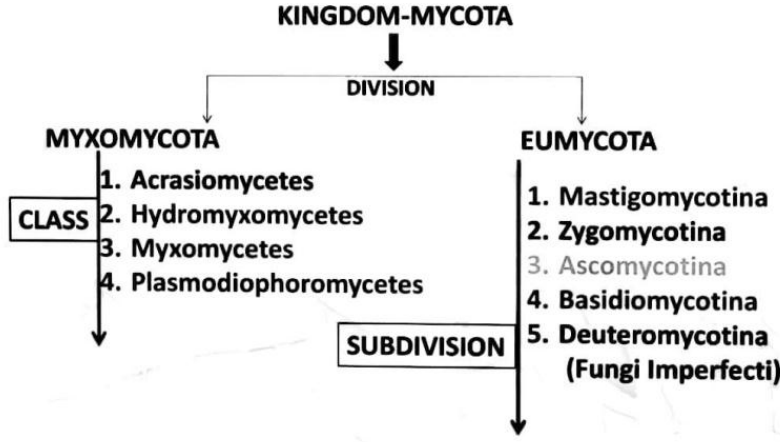 KINGDOM-MYCOTA
DIVISION
MYXOMYCOTA
CLASS
1. Acrasiomycetes
2. Hydromyxomycetes
3. Myxomycetes
4. Plasmodiophoromycetes
EUMYCOTA
SUBDIVISION
1. Mastigomycotina
2. Zygomycotina
3. Ascomycotina
4. Basidiomycotina
5. Deuteromycotina
(Fungi Imperfecti)